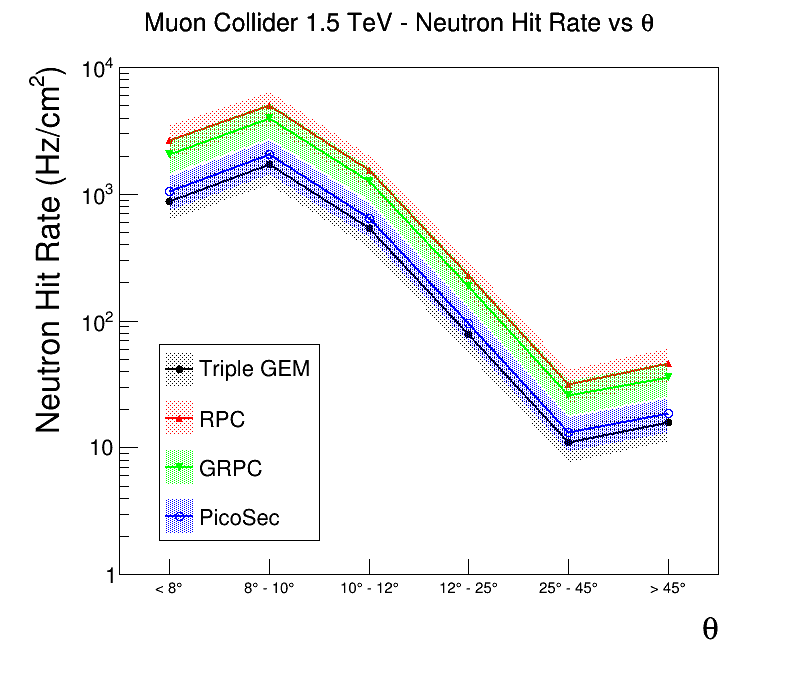 Muon Collider 1.5 TeV - Neutron Hit Rate vs θ
Neutron Hit Rate (Hz/cm²)
10⁴
10³
10²
10
1
Triple GEM
RPC
GRPC
PicoSec
< 8° 8° - 10° 10° - 12° 12° - 25° 25° - 45° > 45°
θ